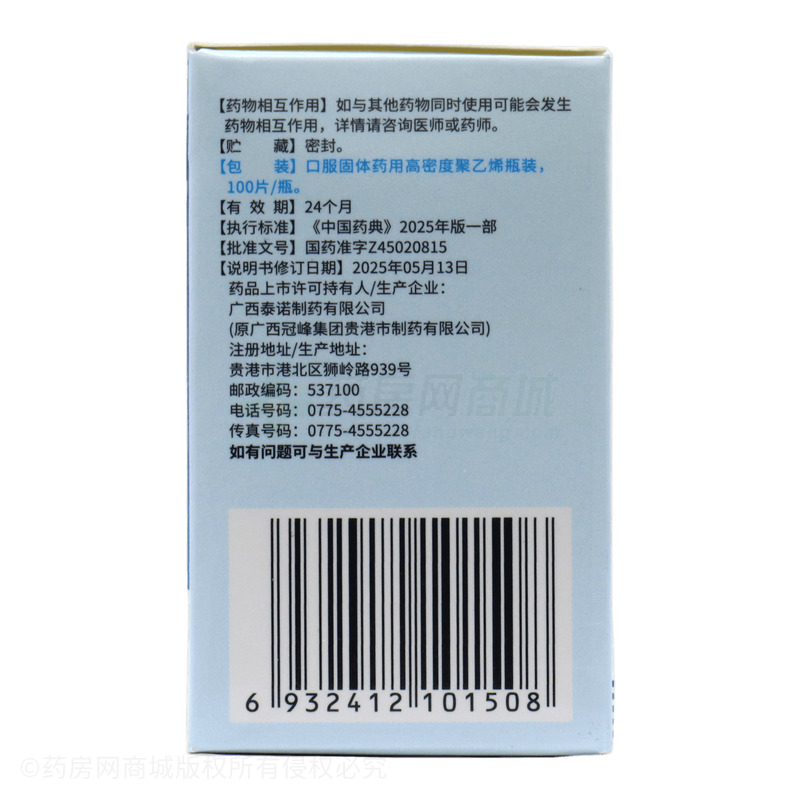 【药物相互作用】如与其他药物同时使用可能会发生
药物相互作用，详情请咨询医师或药师。
【贮 藏】密封。
【包 装】口服固体药用高密度聚乙烯瓶装，
100片/瓶。
【有 效 期】24个月
【执行标准】《中国药典》2025年版一部
【批准文号】国药准字Z45020815
【说明书修订日期】2025年05月13日
药品上市许可持有人/生产企业：
广西泰诺制药有限公司
(原广西冠峰集团贵港市制药有限公司)
注册地址/生产地址：
贵港市港北区狮岭路939号
邮政编码：537100
电话号码：0775-4555228
传真号码：0775-4555228
如有问题可与生产企业联系
房网商城
6 932412 101508
©药房网商城版权所有侵权必究